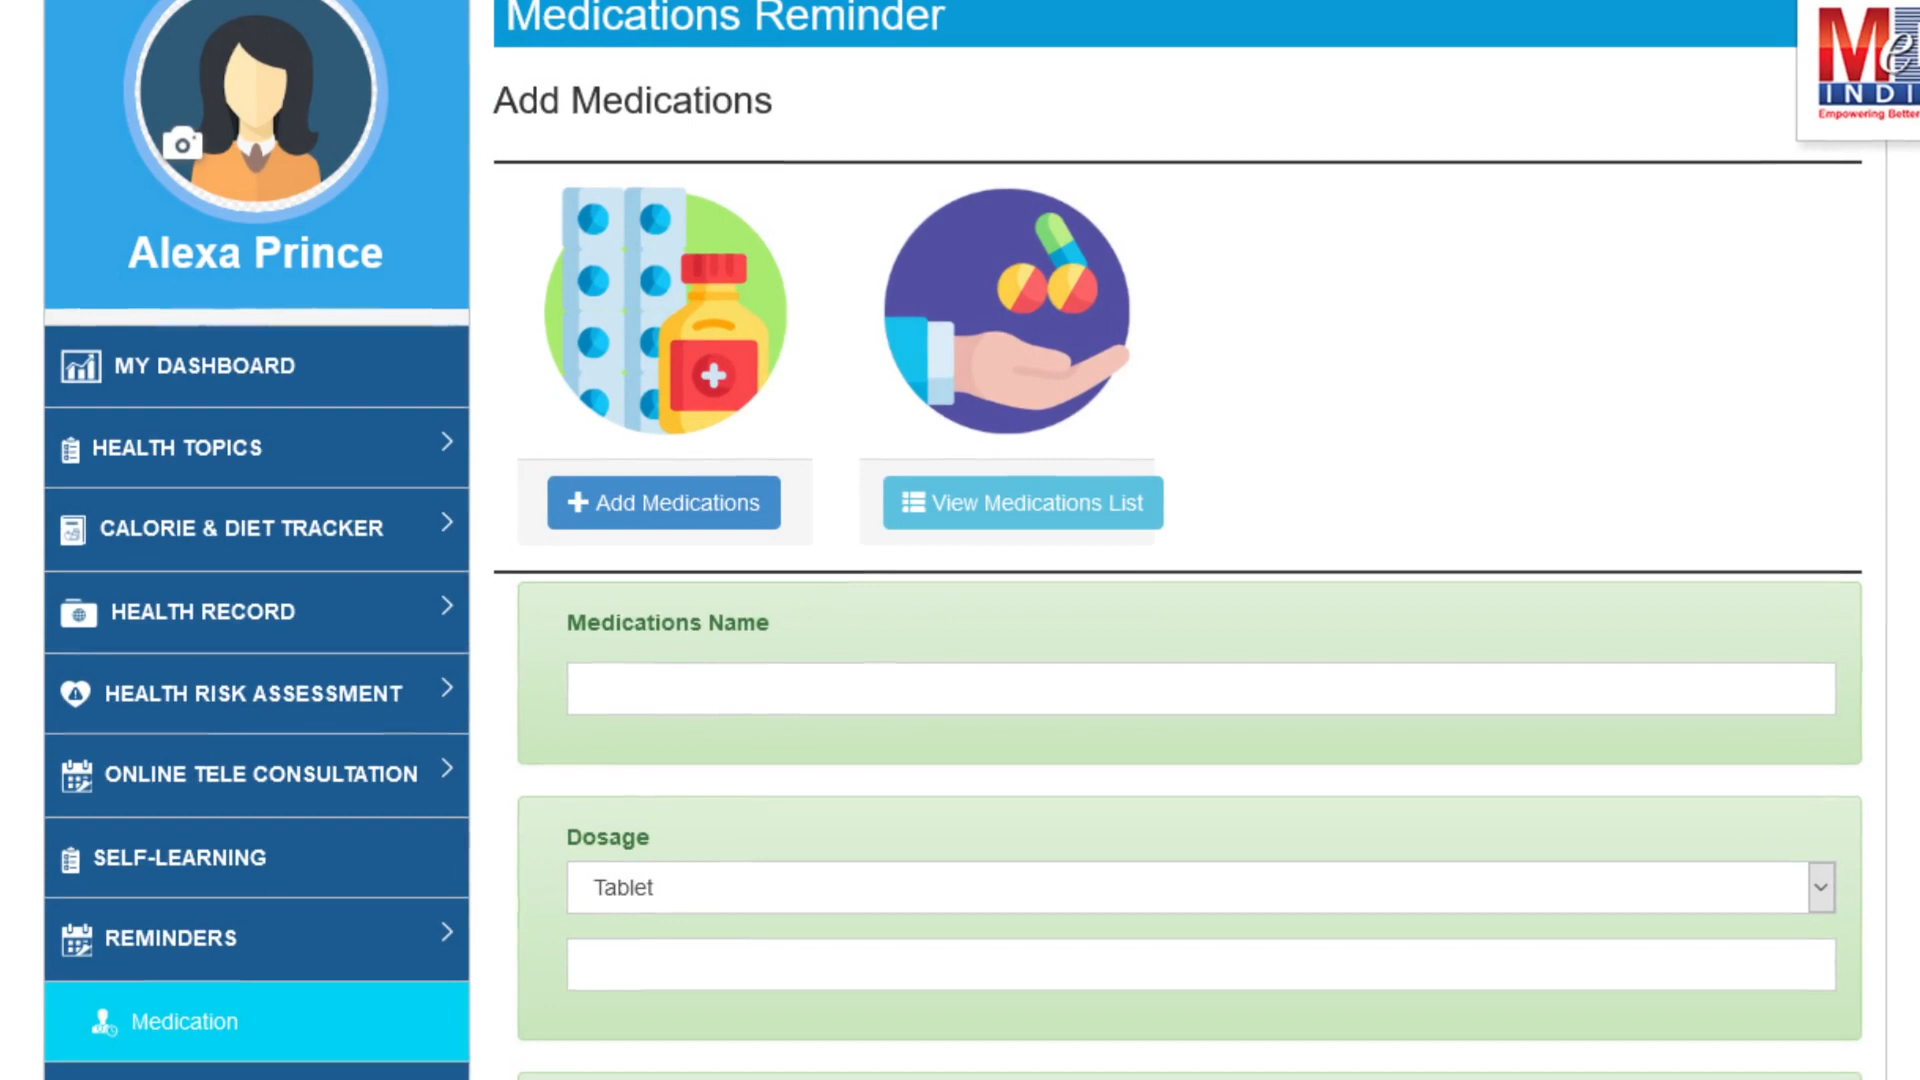 Medications Reminder
Add Medications
Alexa Prince
MY DASHBOARD
HEALTH TOPICS
CALORIE & DIET TRACKER
HEALTH RECORD
HEALTH RISK ASSESSMENT
ONLINE TELE CONSULTATION
SELF-LEARNING
REMINDERS
Medication
Add Medications
View Medications List
Medications Name
Dosage
Tablet
Me
INDI
Empowering Better